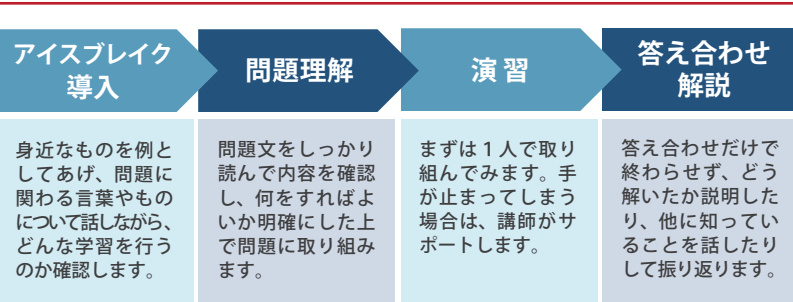 アイスブレイク
導入
問題理解
演習
答え合わせ
解説
身近なものを例と
してあげ、問題に
関わる言葉やもの
について話しながら、
どんな学習を行う
のか確認します。
問題文をしっかり
読んで内容を確認
し、何をすればよ
いか明確にした上
で問題に取り組み
ます。
まずは1人で取り
組んでみます。手
が止まってしまう
場合は、講師がサ
ポートします。
答え合わせだけで
終わらせず、どう
解いたか説明した
り、他に知ってい
ることを話したり
して振り返ります。